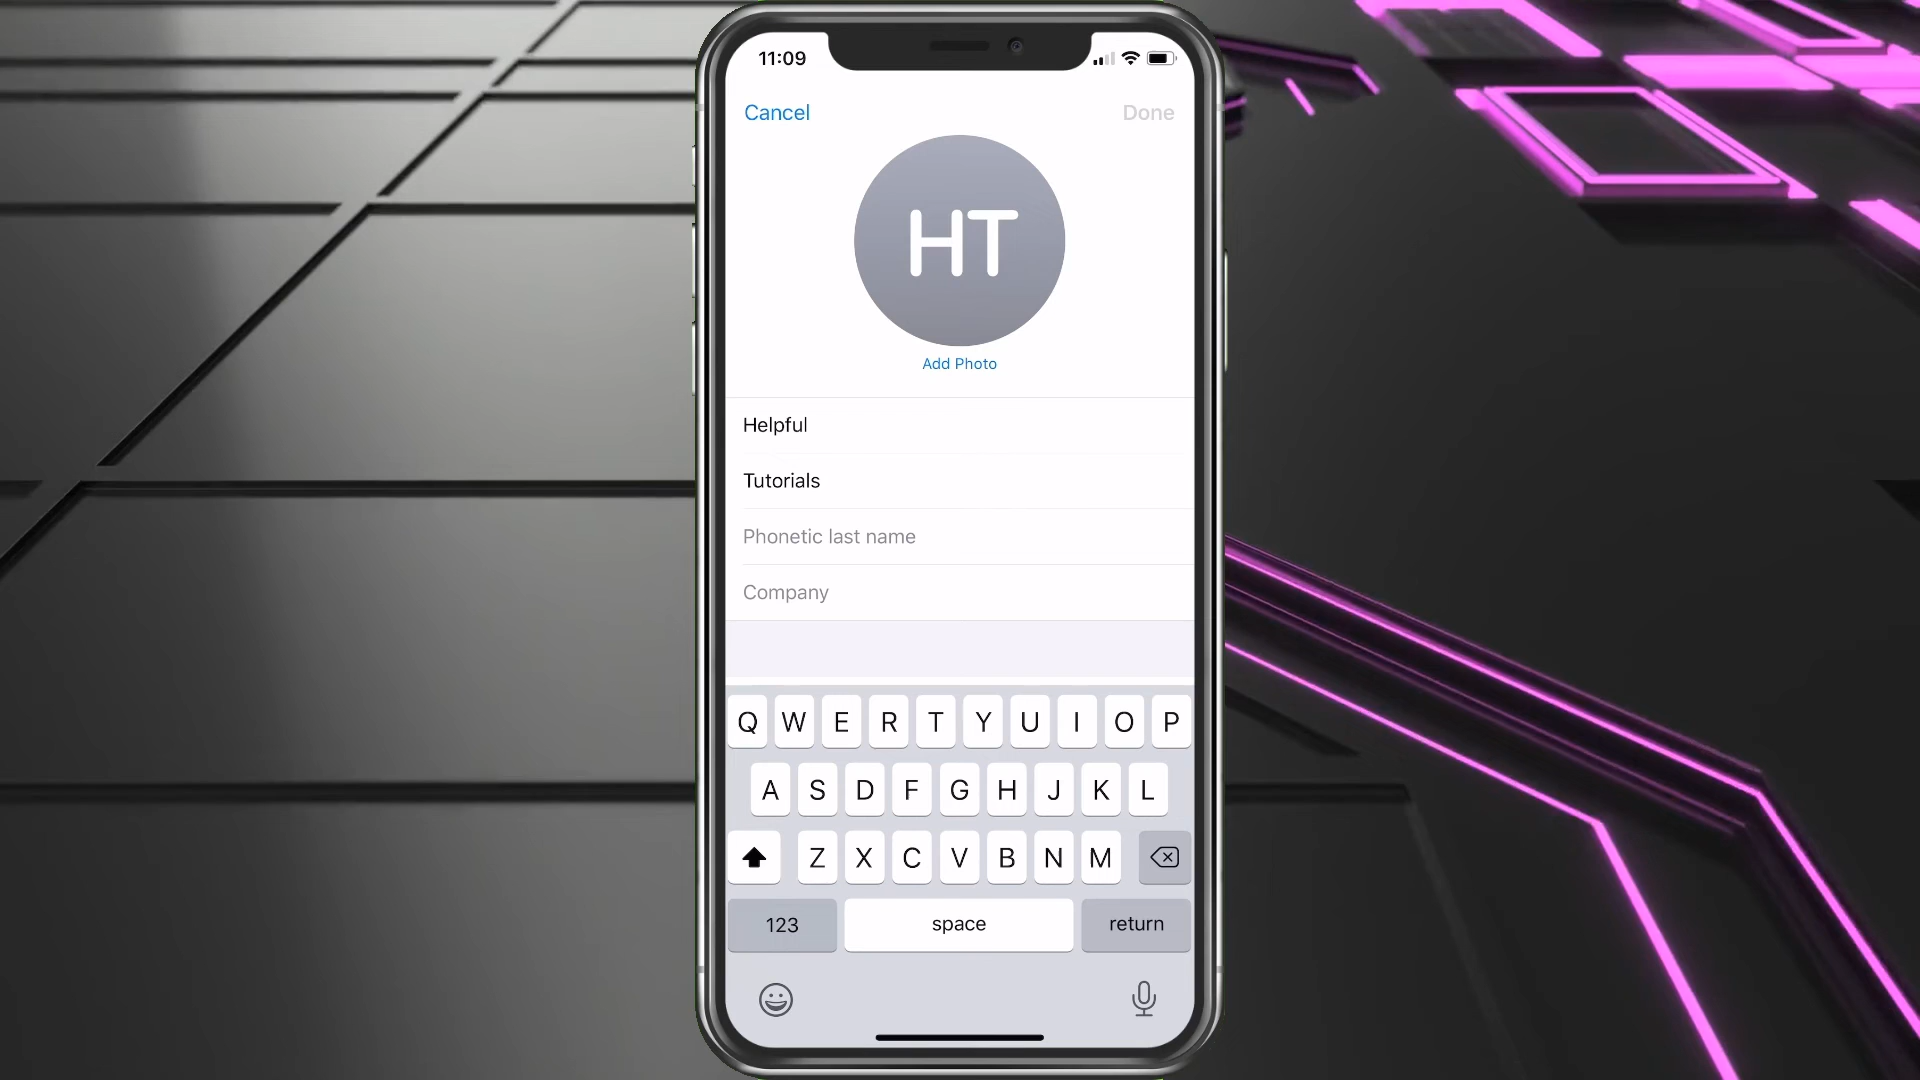 11:09
Cancel
Done
HT
Add Photo
Helpful
Tutorials
Phonetic last name
Company
Q W E R T Y U I O P
A S D F G H J K L
Z X C V B N M
123
space
return